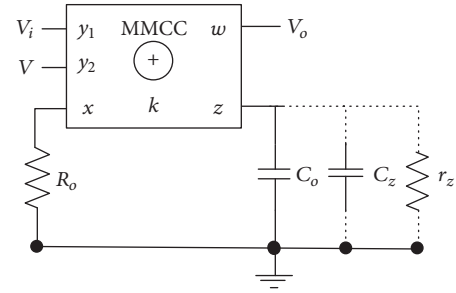 V_i y_1 MMCC w V_o
V y_2 +
x k z
R_o C_o C_z r_z